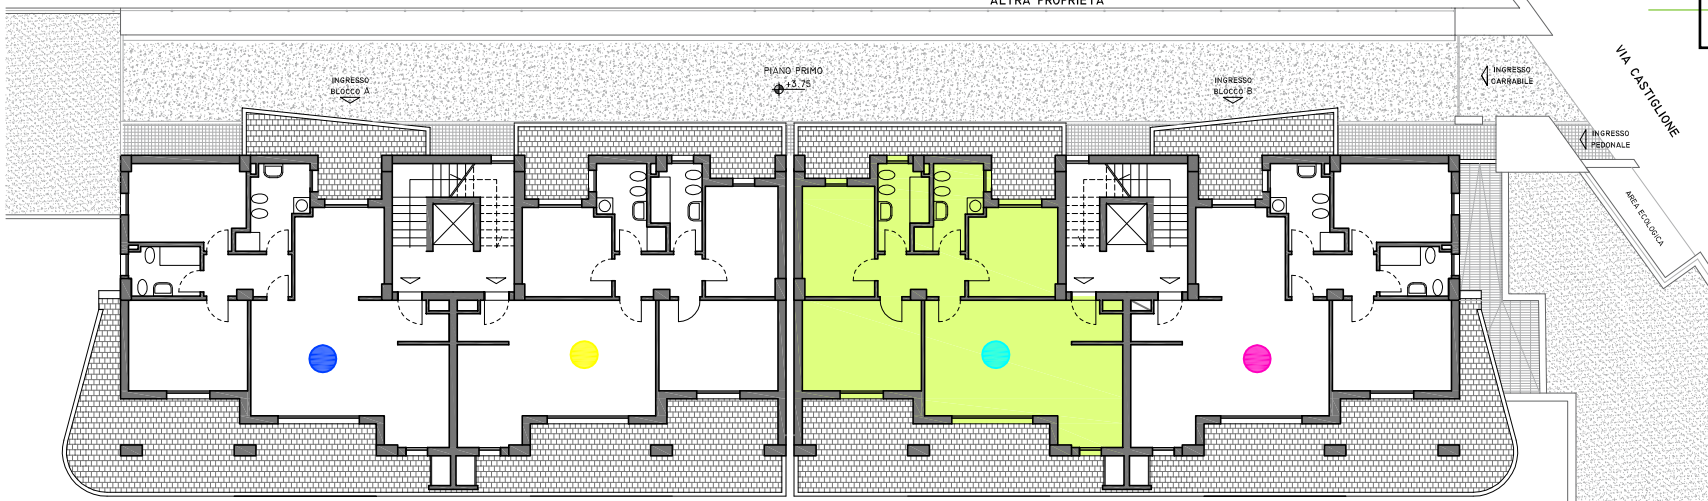 ALTRA PROPRIETA'
PIANO PRIMO
+3.75
INGRESSO
BLOCCO A
INGRESSO
BLOCCO B
INGRESSO
CARRABILE
VIA CASTIGLIONE
INGRESSO
PEDONALE
AREA ECOLOGICA